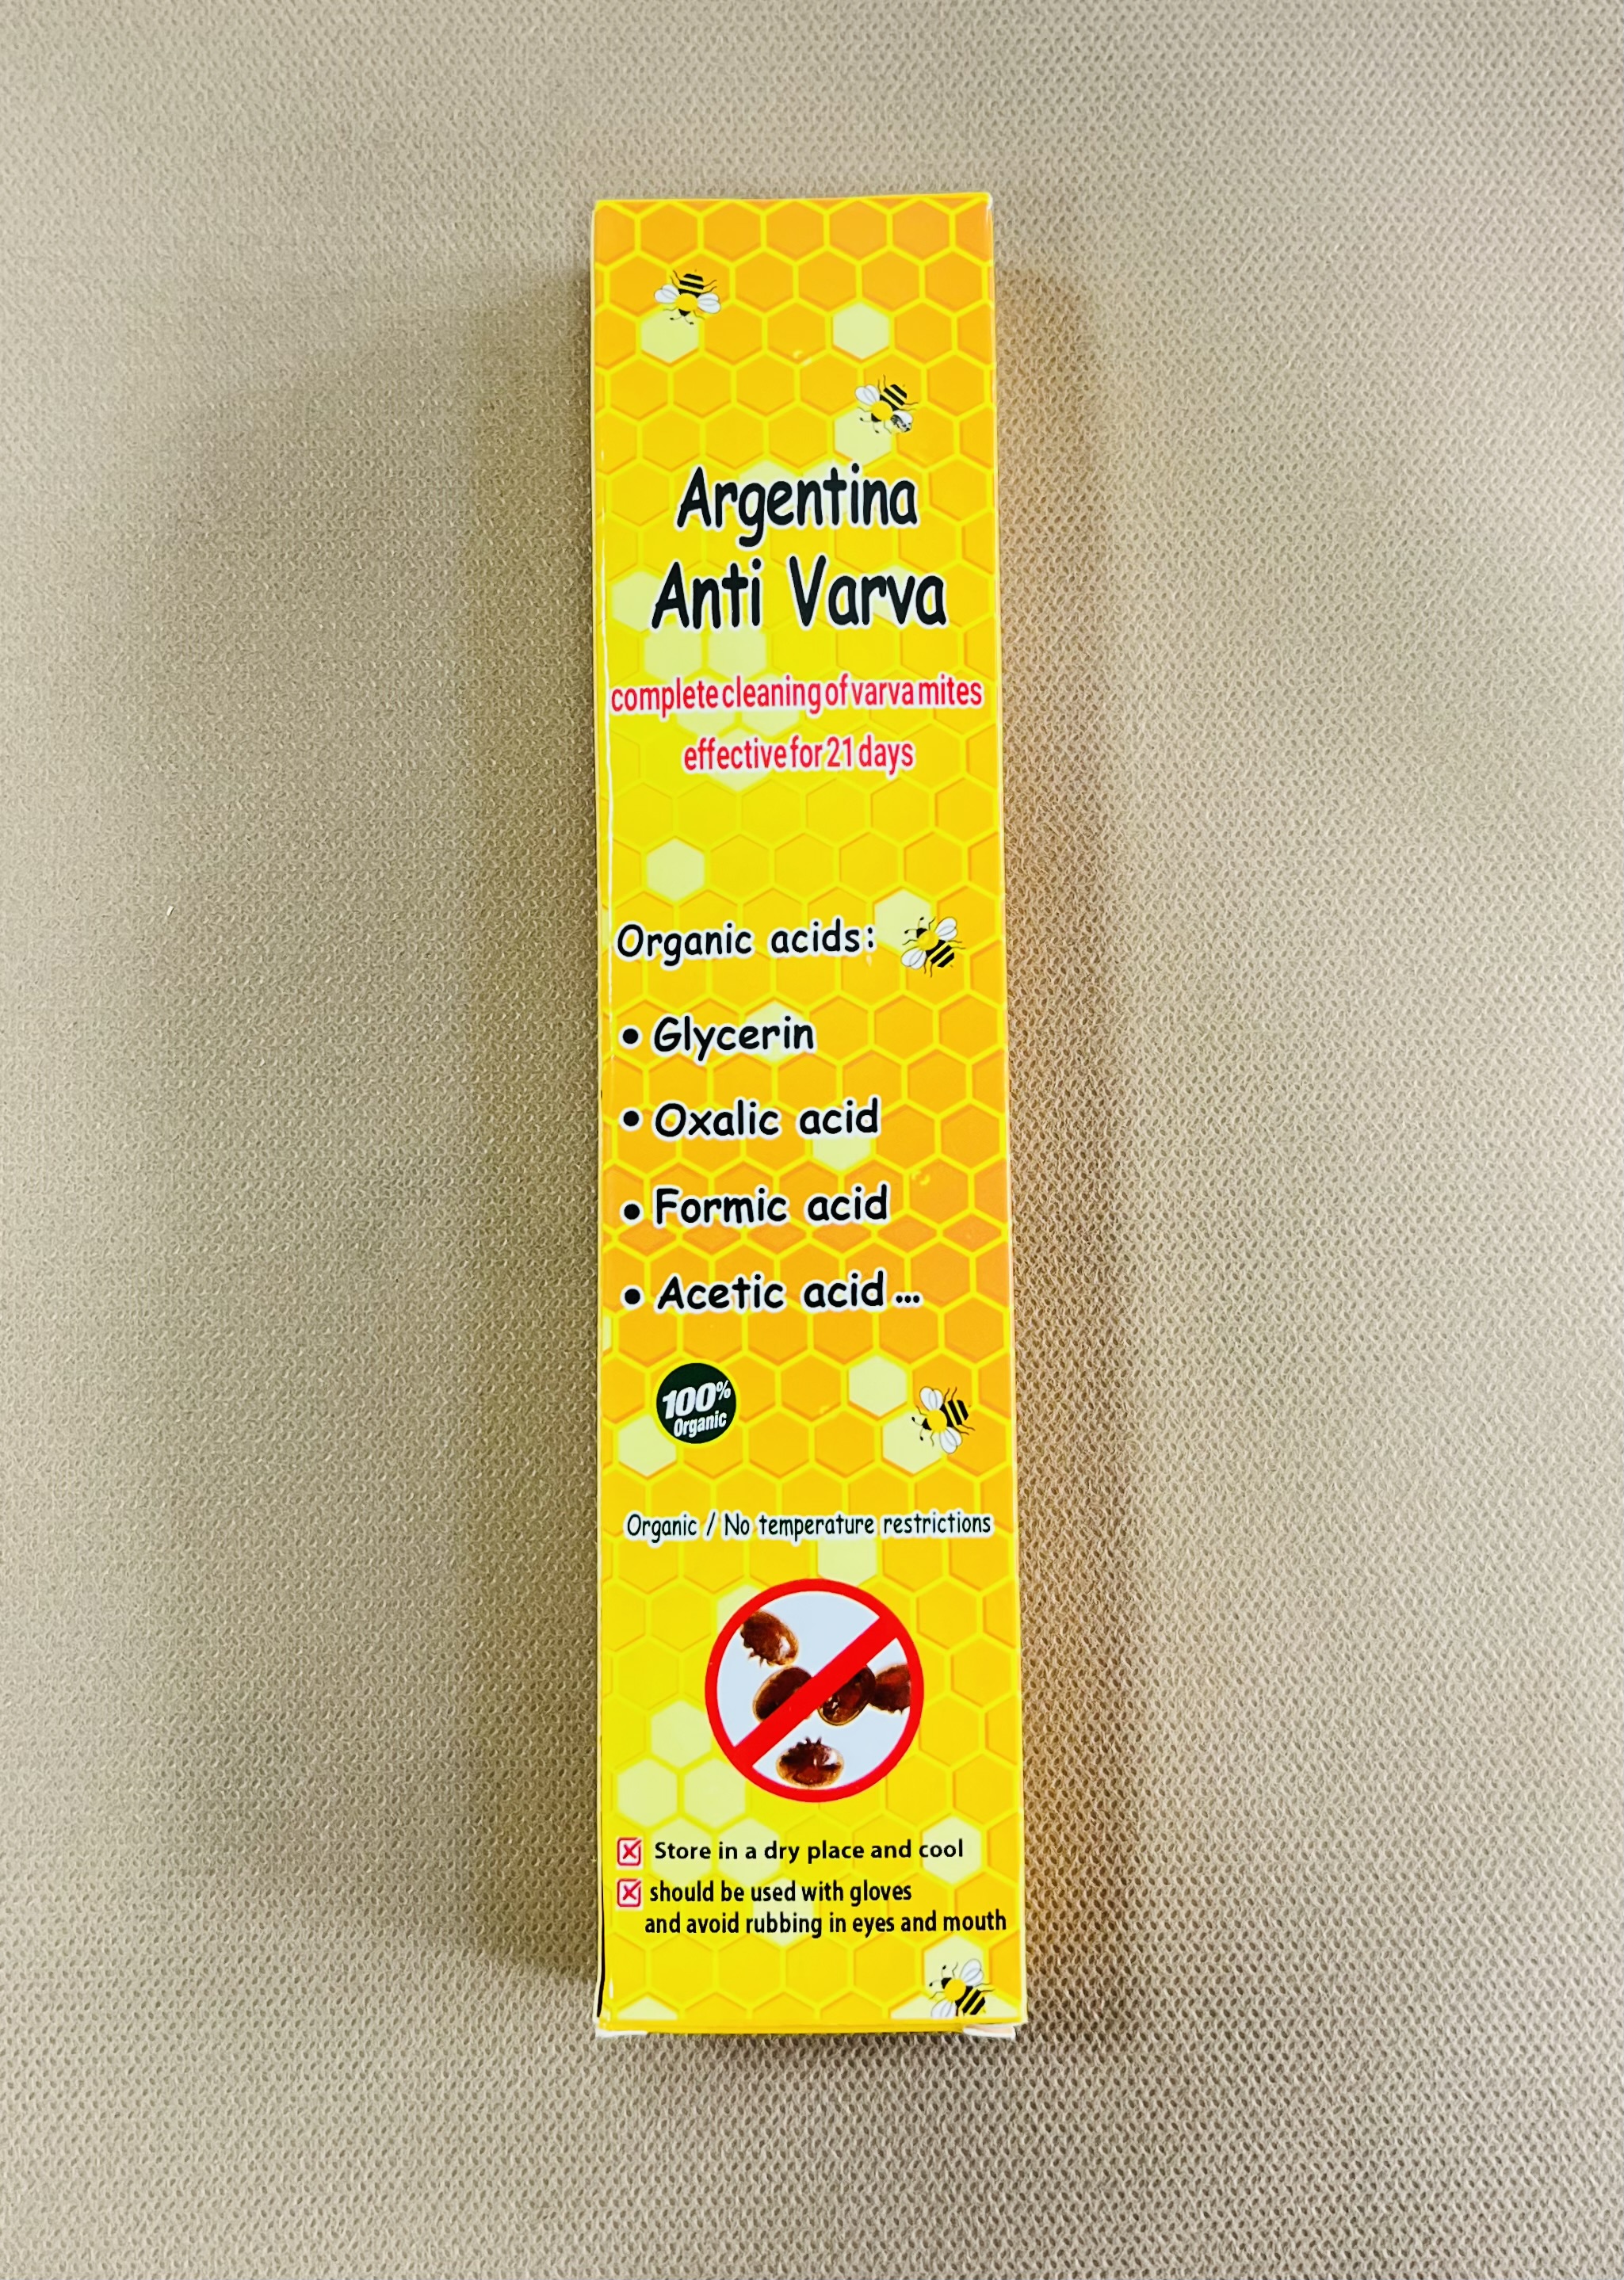 Argentina
Anti Varva
complete cleaning of varva mites
effective for 21 days
Organic acids:
• Glycerin
• Oxalic acid
• Formic acid
• Acetic acid ...
100%
Organic
Organic / No temperature restrictions
Store in a dry place and cool
should be used with gloves
and avoid rubbing in eyes and mouth